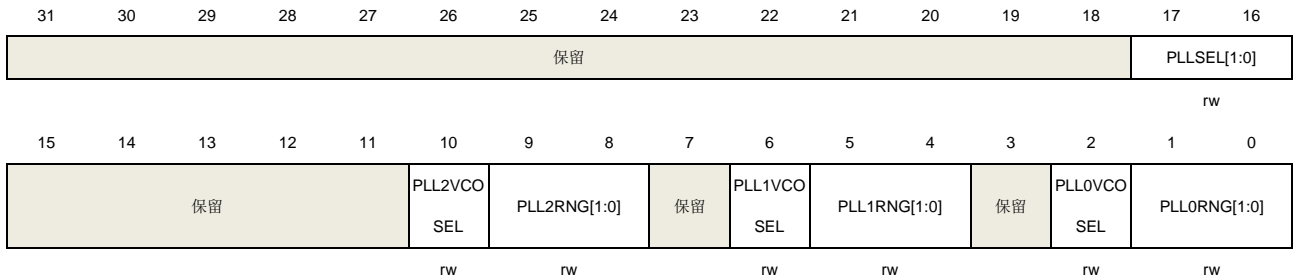 31 30 29 28 27 26 25 24 23 22 21 20 19 18 17 16
保留 PLLSEL[1:0]
rw
15 14 13 12 11 10 9 8 7 6 5 4 3 2 1 0
保留 PLL2VCO SEL PLL2RNG[1:0] 保留 PLL1VCO SEL PLL1RNG[1:0] 保留 PLL0VCO SEL PLL0RNG[1:0]
rw rw rw rw rw rw